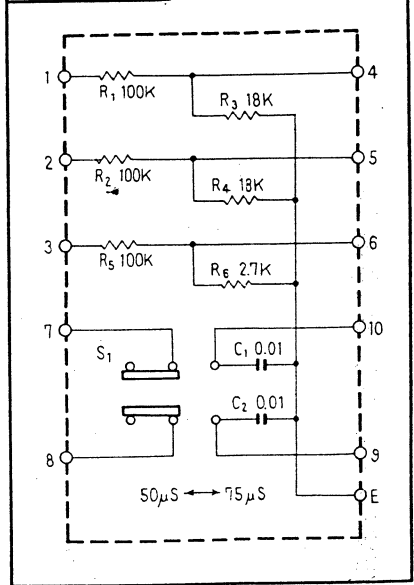 1
R₁ 100K
4
R₃ 18K
2
R₂ 100K
5
R₄ 18K
3
R₅ 100K
6
R₆ 2.7K
7
S₁
10
C₁ 0.01
C₂ 0.01
8
9
50μS ↔ 75μS
E